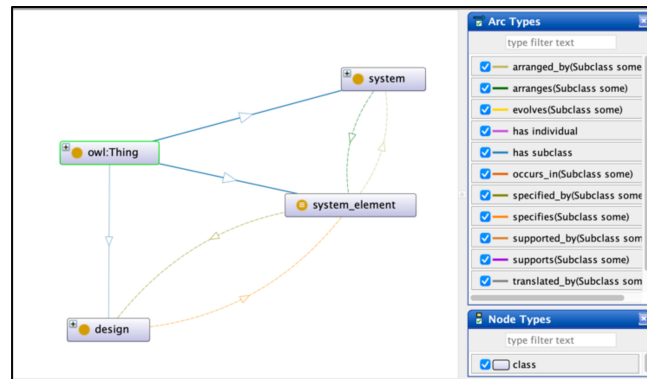 Arc Types
type filter text
system
arranged_by(Subclass some
arranges(Subclass some)
evolves(Subclass some)
has individual
owl:Thing
has subclass
occurs_in(Subclass some)
specified_by(Subclass some
system_element
specifies(Subclass some)
supported_by(Subclass som
supports(Subclass some)
translated_by(Subclass som
Node Types
design
type filter text
class